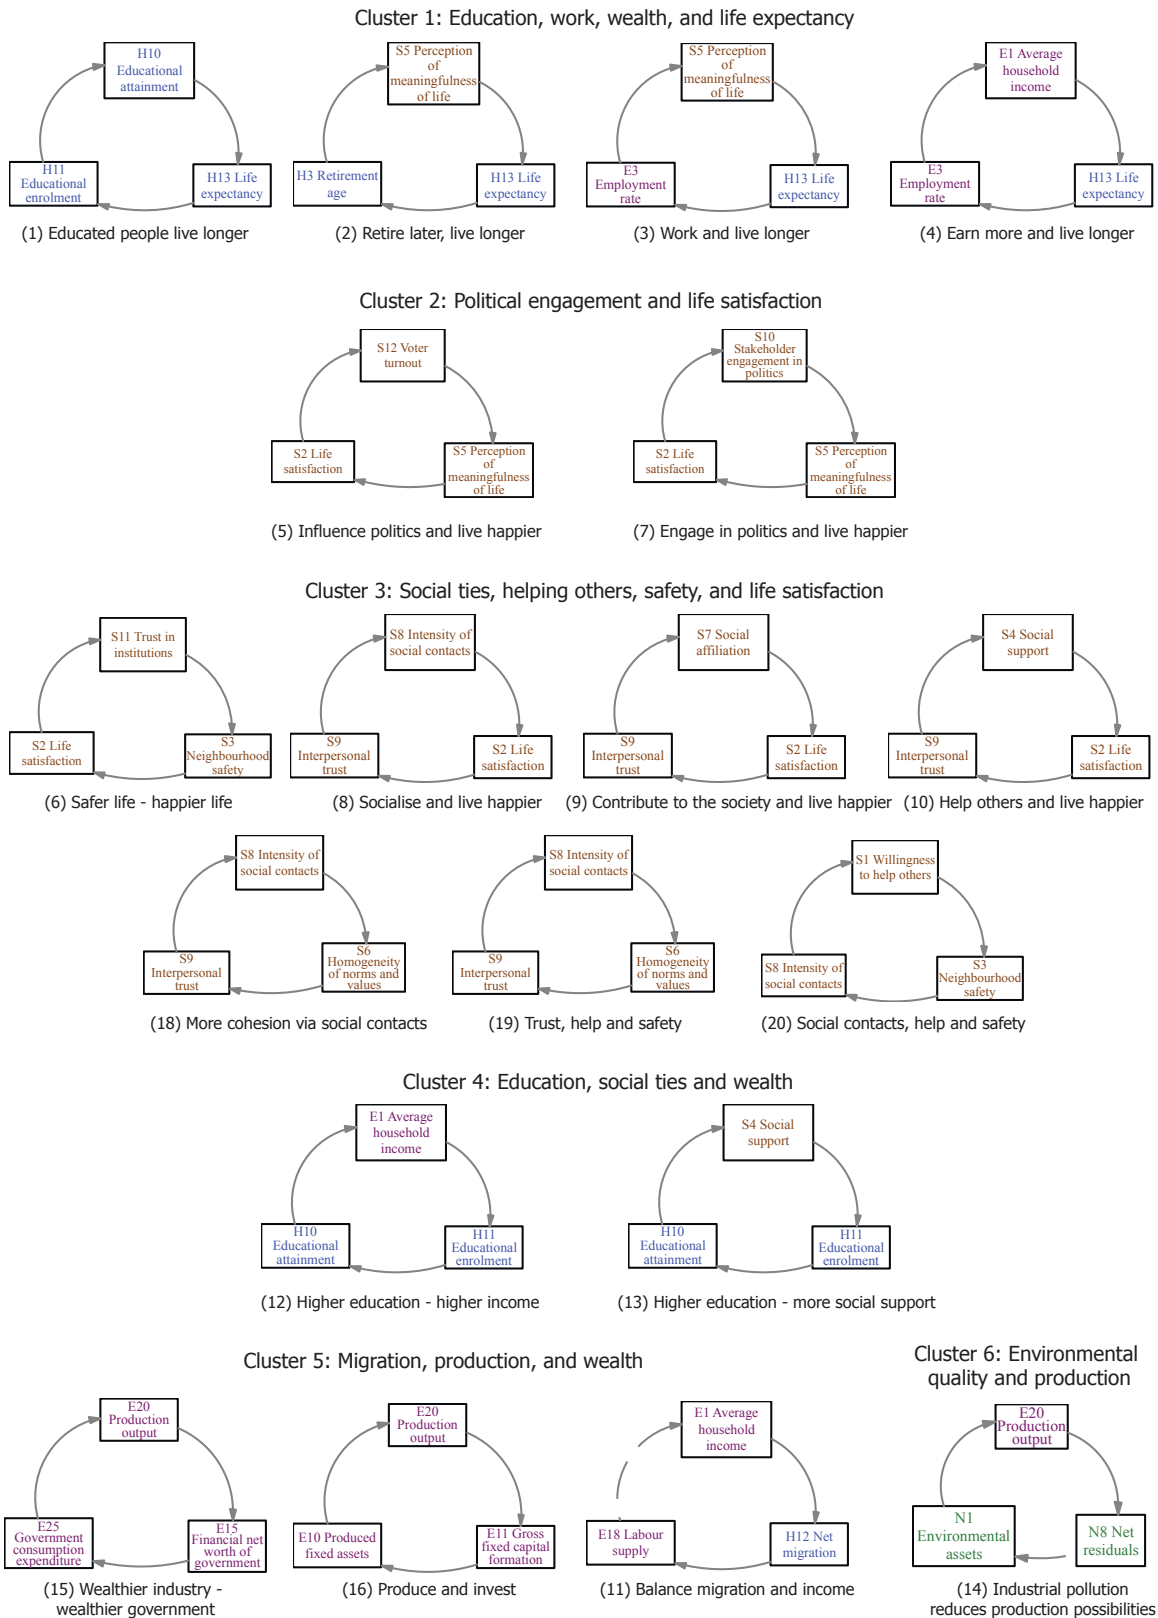 Cluster 1: Education, work, wealth, and life expectancy
H10
Educational
attainment
H11
Educational
enrolment
H13 Life
expectancy
(1) Educated people live longer
S5 Perception
of
meaningfulness
of life
H3 Retirement
age
H13 Life
expectancy
(2) Retire later, live longer
S5 Perception
of
meaningfulness
of life
E3
Employment
rate
H13 Life
expectancy
(3) Work and live longer
E1 Average
household
income
E3
Employment
rate
H13 Life
expectancy
(4) Earn more and live longer
Cluster 2: Political engagement and life satisfaction
S12 Voter
turnout
S2 Life
satisfaction
S5 Perception
of
meaningfulness
of life
(5) Influence politics and live happier
S10
Stakeholder
engagement in
politics
S2 Life
satisfaction
S5 Perception
of
meaningfulness
of life
(7) Engage in politics and live happier
Cluster 3: Social ties, helping others, safety, and life satisfaction
S11 Trust in
institutions
S2 Life
satisfaction
S3
Neighbourhood
safety
(6) Safer life - happier life
S8 Intensity of
social contacts
S9
Interpersonal
trust
S2 Life
satisfaction
(8) Socialise and live happier
S7 Social
affiliation
S9
Interpersonal
trust
S2 Life
satisfaction
(9) Contribute to the society and live happier
S4 Social
support
S9
Interpersonal
trust
S2 Life
satisfaction
(10) Help others and live happier
S8 Intensity of
social contacts
S9
Interpersonal
trust
S6
Homogeneity
of norms and
values
(18) More cohesion via social contacts
S8 Intensity of
social contacts
S9
Interpersonal
trust
S6
Homogeneity
of norms and
values
(19) Trust, help and safety
S1 Willingness
to help others
S8 Intensity of
social contacts
S3
Neighbourhood
safety
(20) Social contacts, help and safety
Cluster 4: Education, social ties and wealth
E1 Average
household
income
H10
Educational
attainment
H11
Educational
enrolment
(12) Higher education - higher income
S4 Social
support
H10
Educational
attainment
H11
Educational
enrolment
(13) Higher education - more social support
Cluster 5: Migration, production, and wealth
E20
Production
output
E25
Government
consumption
expenditure
E15
Financial net
worth of
government
(15) Wealthier industry -
wealthier government
E20
Production
output
E10 Produced
fixed assets
E11 Gross
fixed capital
formation
(16) Produce and invest
E1 Average
household
income
E18 Labour
supply
H12 Net
migration
(11) Balance migration and income
Cluster 6: Environmental
quality and production
E20
Production
output
N1
Environmental
assets
N8 Net
residuals
(14) Industrial pollution
reduces production possibilities